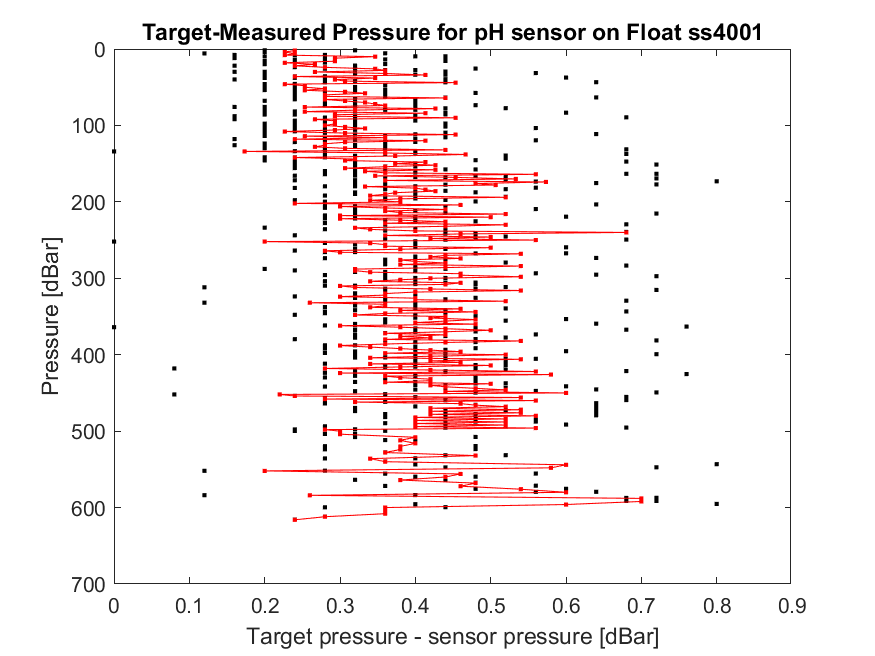 Target-Measured Pressure for pH sensor on Float ss4001
0
100
200
300
400
500
600
700
Pressure [dBar]
0 0.1 0.2 0.3 0.4 0.5 0.6 0.7 0.8 0.9
Target pressure - sensor pressure [dBar]